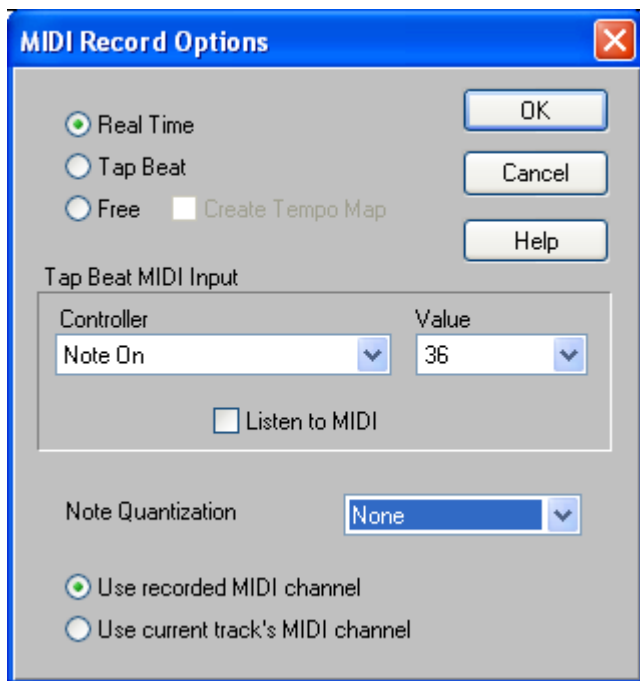 MIDI Record Options
Real Time
OK
Tap Beat
Cancel
Free Create Tempo Map
Help
Tap Beat MIDI Input
Controller Value
Note On 36
Listen to MIDI
Note Quantization None
Use recorded MIDI channel
Use current track's MIDI channel